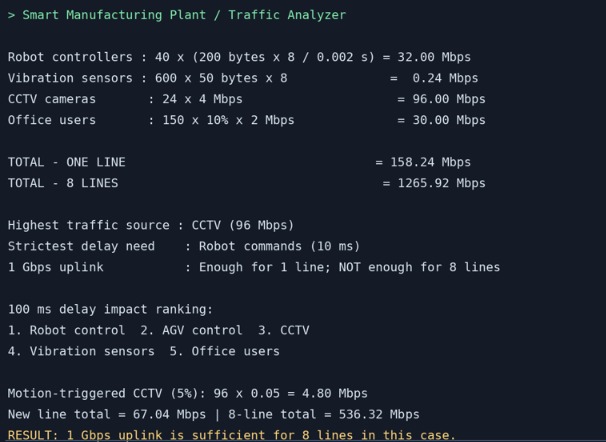 > Smart Manufacturing Plant / Traffic Analyzer
Robot controllers : 40 x (200 bytes x 8 / 0.002 s) = 32.00 Mbps
Vibration sensors : 600 x 50 bytes x 8 = 0.24 Mbps
CCTV cameras : 24 x 4 Mbps = 96.00 Mbps
Office users : 150 x 10% x 2 Mbps = 30.00 Mbps
TOTAL - ONE LINE = 158.24 Mbps
TOTAL - 8 LINES = 1265.92 Mbps
Highest traffic source : CCTV (96 Mbps)
Strictest delay need : Robot commands (10 ms)
1 Gbps uplink : Enough for 1 line; NOT enough for 8 lines
100 ms delay impact ranking:
1. Robot control 2. AGV control 3. CCTV
4. Vibration sensors 5. Office users
Motion-triggered CCTV (5%): 96 x 0.05 = 4.80 Mbps
New line total = 67.04 Mbps | 8-line total = 536.32 Mbps
RESULT: 1 Gbps uplink is sufficient for 8 lines in this case.